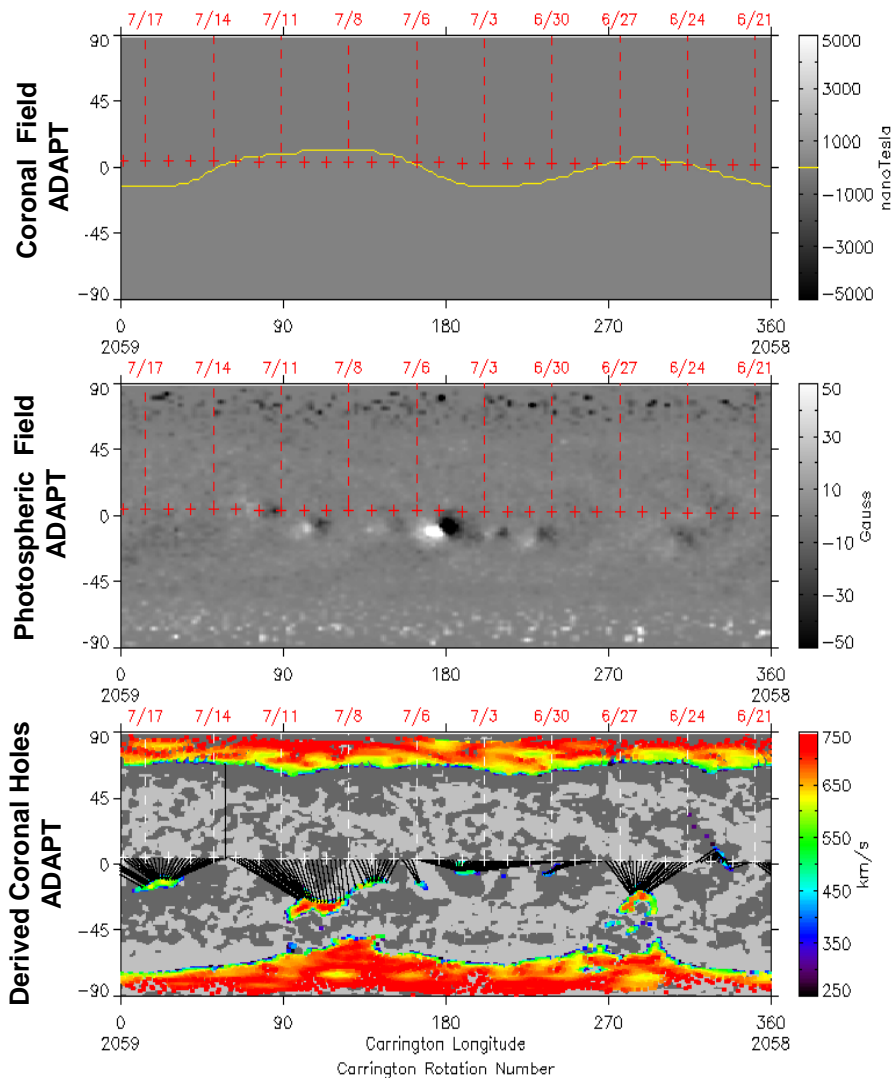 7/17 7/14 7/11 7/8 7/6 7/3 6/30 6/27 6/24 6/21
Coronal Field
ADAPT
90
45
0
-45
-90
5000
3000
1000
-1000
-3000
-5000
nanoTesla
0 90 180 270 360
2059 2058
7/17 7/14 7/11 7/8 7/6 7/3 6/30 6/27 6/24 6/21
Photospheric Field
ADAPT
90
45
0
-45
-90
50
30
10
-10
-30
-50
Gauss
0 90 180 270 360
2059 2058
7/17 7/14 7/11 7/8 7/6 7/3 6/30 6/27 6/24 6/21
Derived Coronal Holes
ADAPT
90
45
0
-45
-90
750
650
550
450
350
250
km/s
0 90 180 270 360
2059 Carrington Longitude 2058
Carrington Rotation Number